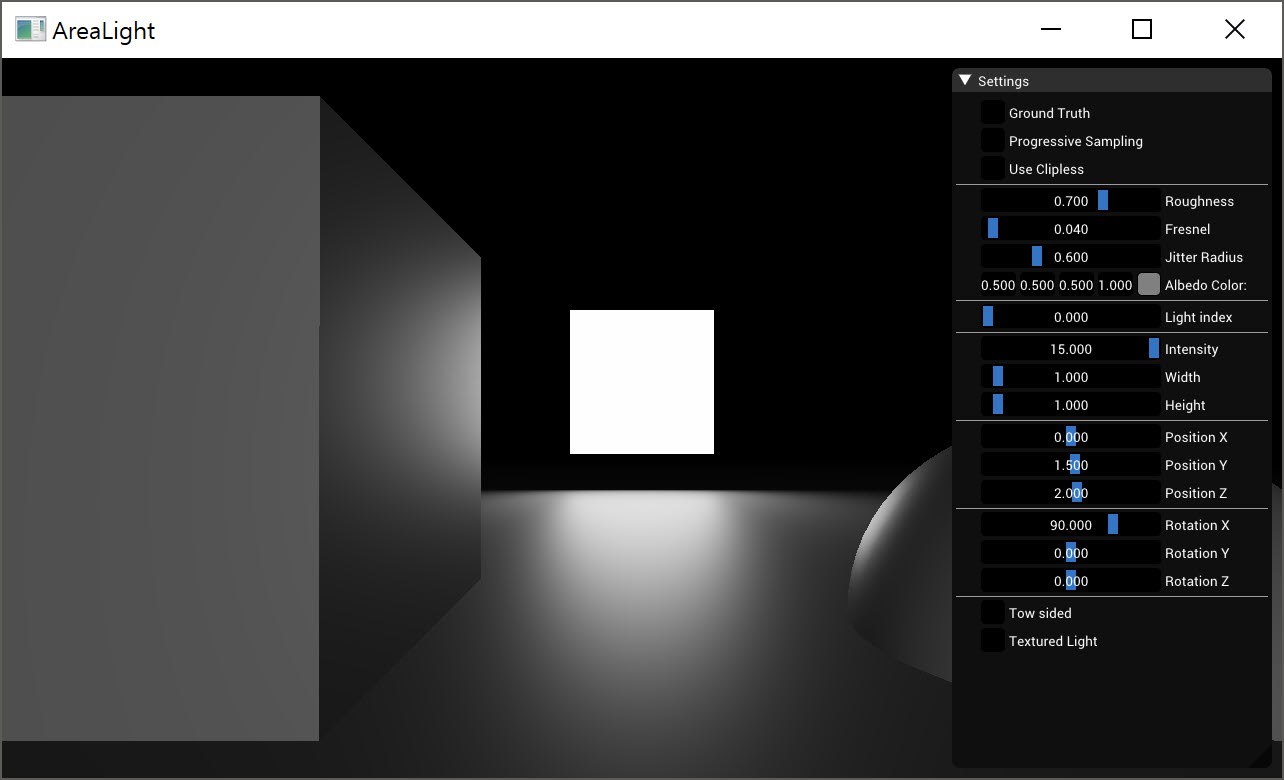 AreaLight
Settings
Ground Truth
Progressive Sampling
Use Clipless
0.700 Roughness
0.040 Fresnel
0.600 Jitter Radius
0.500 0.500 0.500 1.000 Albedo Color:
0.000 Light index
15.000 Intensity
1.000 Width
1.000 Height
0.000 Position X
1.500 Position Y
2.000 Position Z
90.000 Rotation X
0.000 Rotation Y
0.000 Rotation Z
Tow sided
Textured Light